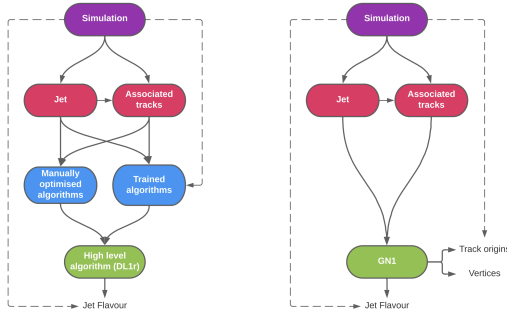 Simulation
Jet
Associated
tracks
Manually
optimised
algorithms
Trained
algorithms
High level
algorithm (DL1r)
Jet Flavour
Simulation
Jet
Associated
tracks
GN1
Track origins
Vertices
Jet Flavour